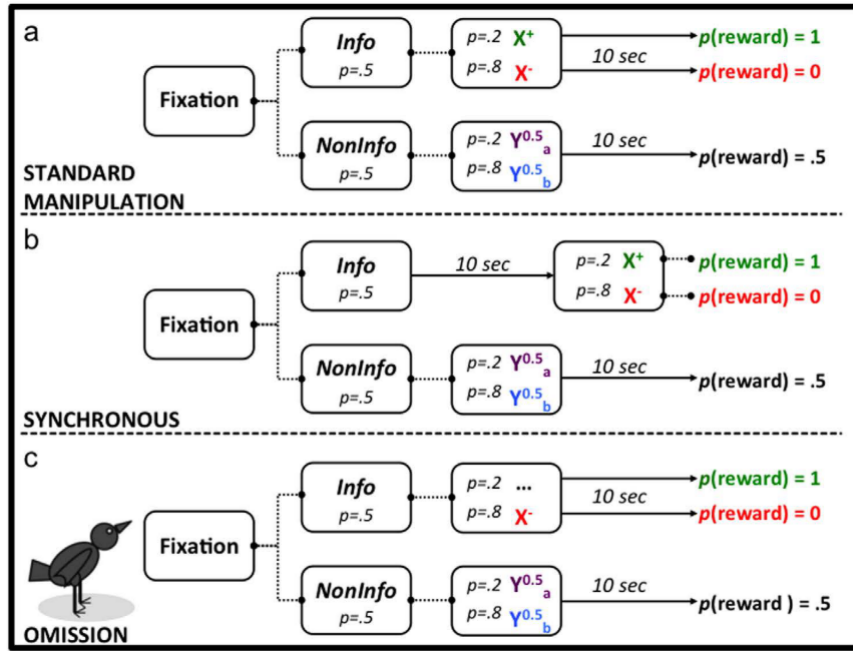 a
Info
p=.5
p=.2 X⁺
p=.8 X⁻
10 sec
p(reward) = 1
p(reward) = 0
Fixation
NonInfo
p=.5
p=.2 Y⁰·⁵a
p=.8 Y⁰·⁵b
10 sec
p(reward) = .5
STANDARD
MANIPULATION
b
Info
p=.5
10 sec
p=.2 X⁺
p=.8 X⁻
p(reward) = 1
p(reward) = 0
Fixation
NonInfo
p=.5
p=.2 Y⁰·⁵a
p=.8 Y⁰·⁵b
10 sec
p(reward) = .5
SYNCHRONOUS
c
Info
p=.5
p=.2 ...
p=.8 X⁻
10 sec
p(reward) = 1
p(reward) = 0
Fixation
NonInfo
p=.5
p=.2 Y⁰·⁵a
p=.8 Y⁰·⁵b
10 sec
p(reward ) = .5
OMISSION